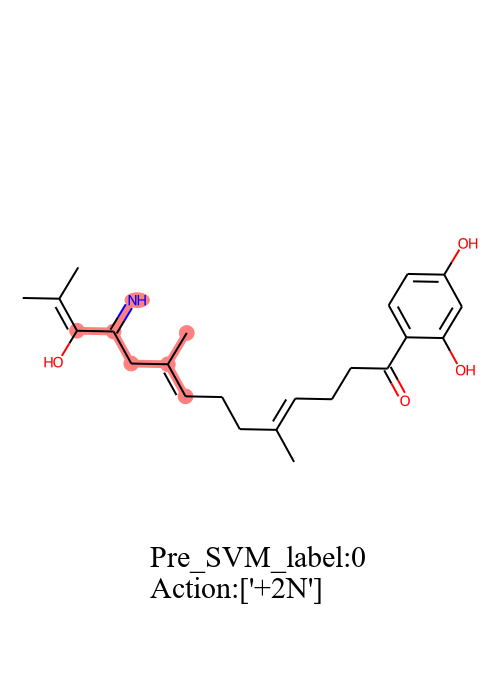 OH
NH
HO
OH
O
Pre_SVM_label:0
Action:['+2N']